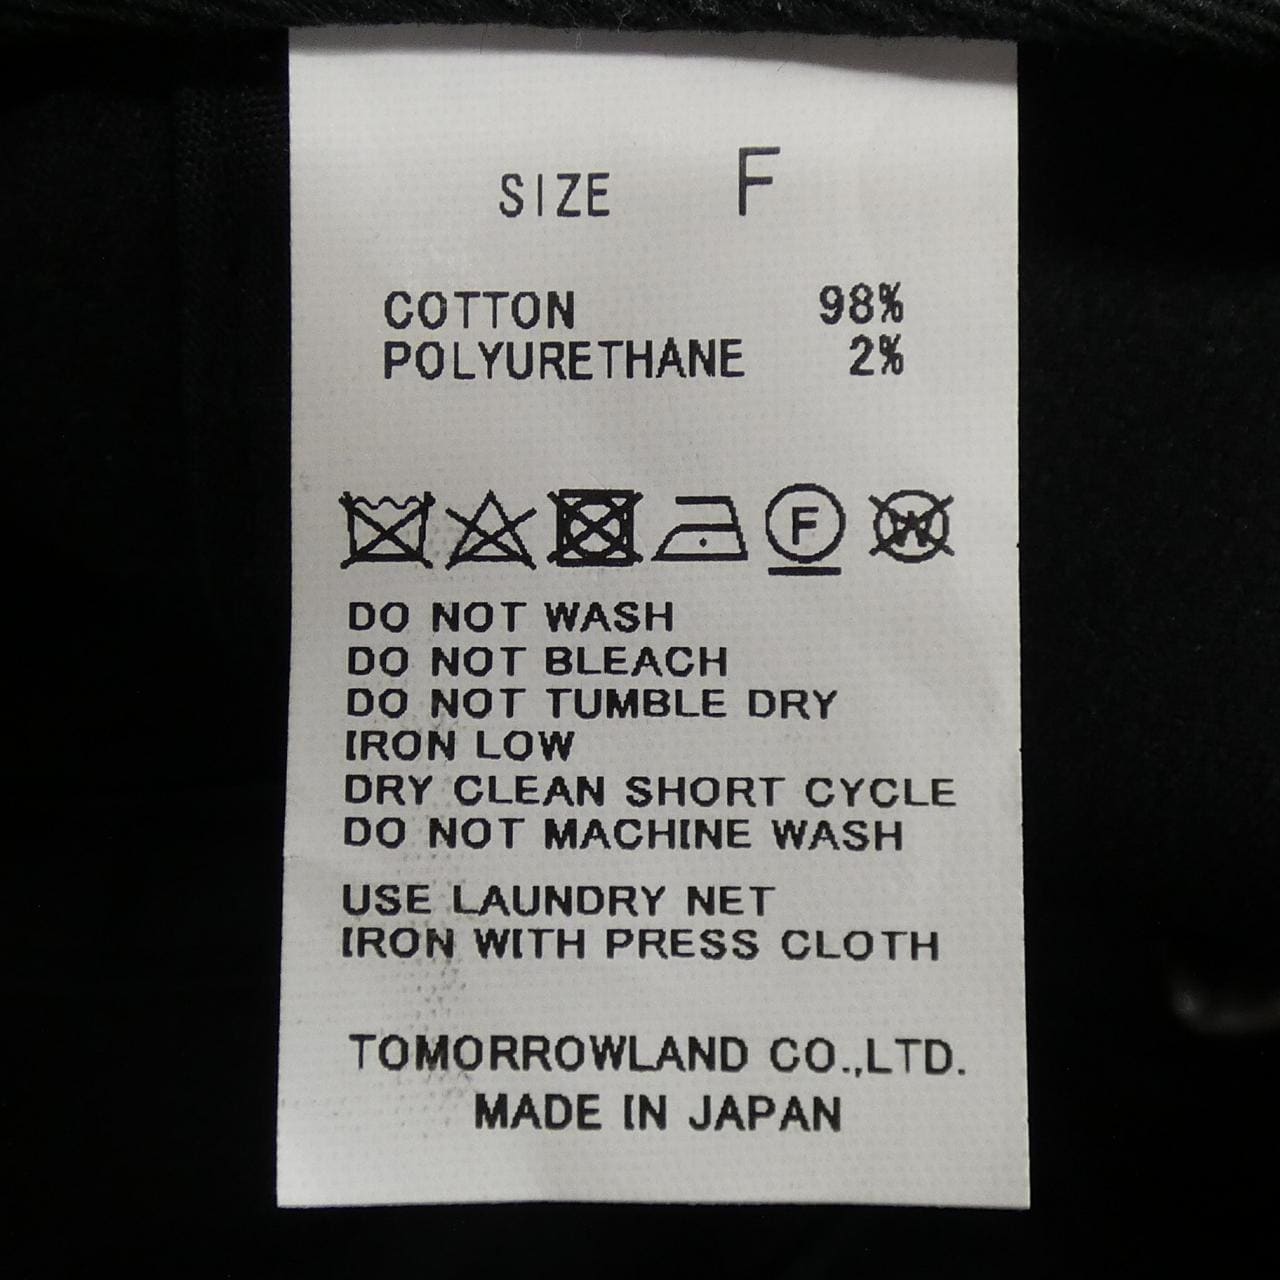 SIZE F
COTTON 98%
POLYURETHANE 2%
F W
DO NOT WASH
DO NOT BLEACH
DO NOT TUMBLE DRY
IRON LOW
DRY CLEAN SHORT CYCLE
DO NOT MACHINE WASH
USE LAUNDRY NET
IRON WITH PRESS CLOTH
TOMORROWLAND CO.,LTD.
MADE IN JAPAN